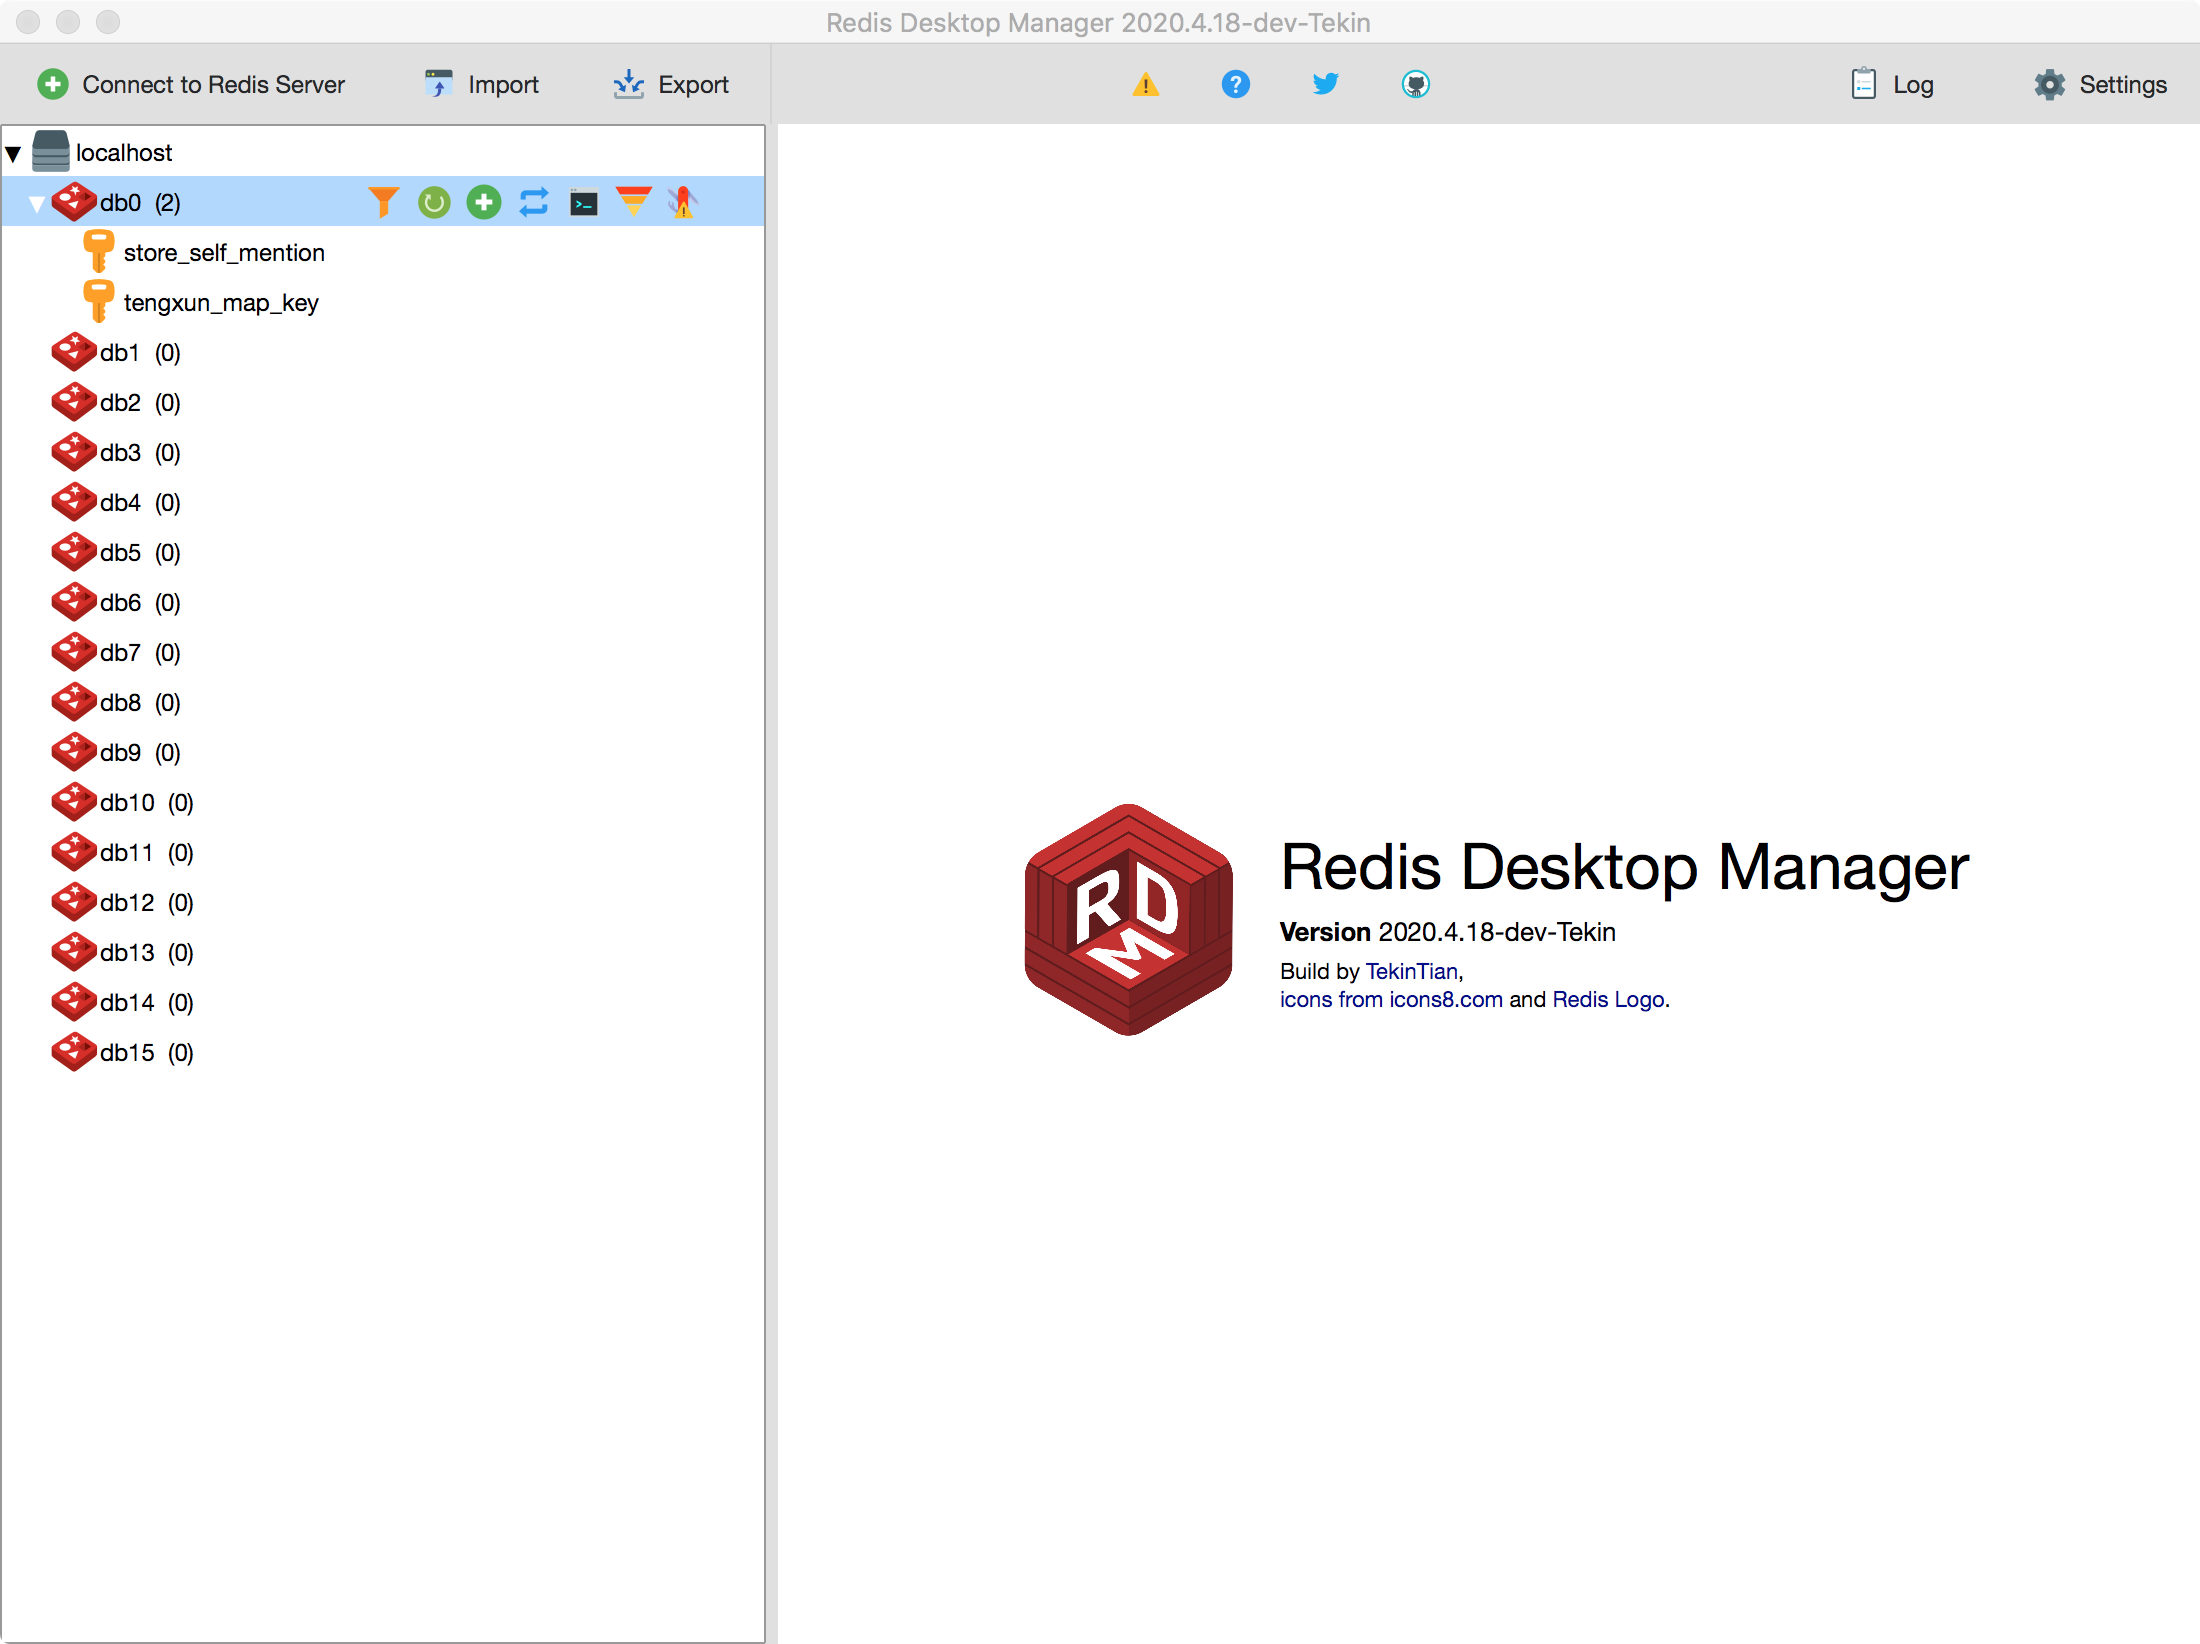 Redis Desktop Manager 2020.4.18-dev-Tekin
Connect to Redis Server Import Export Log Settings
localhost
db0 (2)
store_self_mention
tengxun_map_key
db1 (0)
db2 (0)
db3 (0)
db4 (0)
db5 (0)
db6 (0)
db7 (0)
db8 (0)
db9 (0)
db10 (0)
db11 (0)
db12 (0)
db13 (0)
db14 (0)
db15 (0)
RDM
Redis Desktop Manager
Version 2020.4.18-dev-Tekin
Build by TekinTian,
icons from icons8.com and Redis Logo.